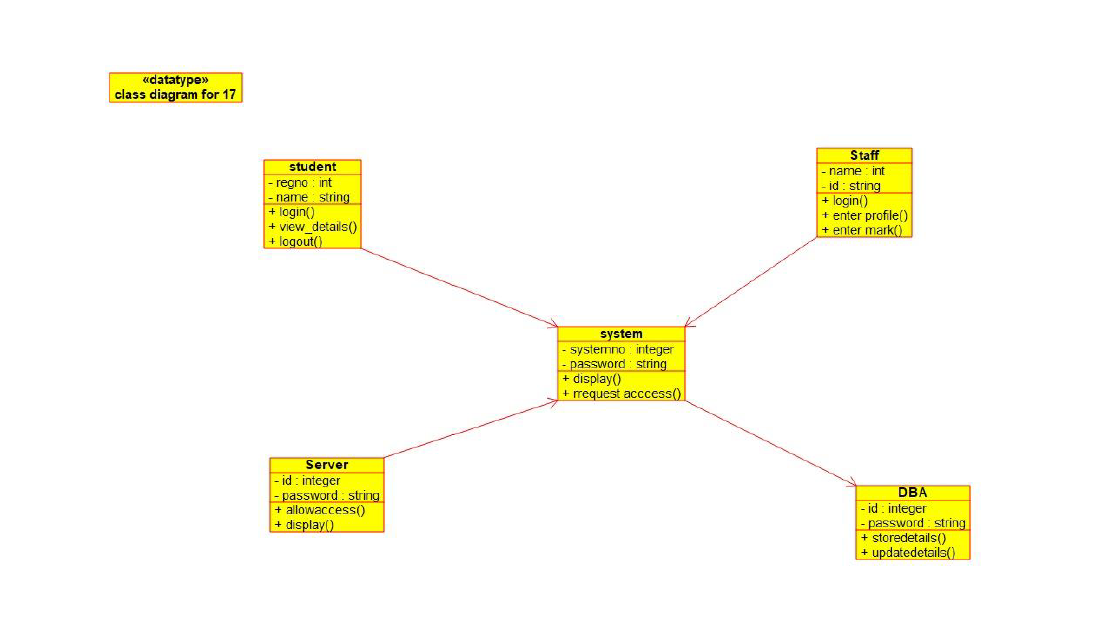 «datatype»
class diagram for 17
student
- regno : int
- name : string
+ login()
+ view_details()
+ logout()
Staff
- name : int
- id : string
+ login()
+ enter profile()
+ enter mark()
system
- systemno : integer
- password : string
+ display()
+ rrequest acccess()
Server
- id : integer
- password : string
+ allowaccess()
+ display()
DBA
- id : integer
- password : string
+ storedetails()
+ updatedetails()